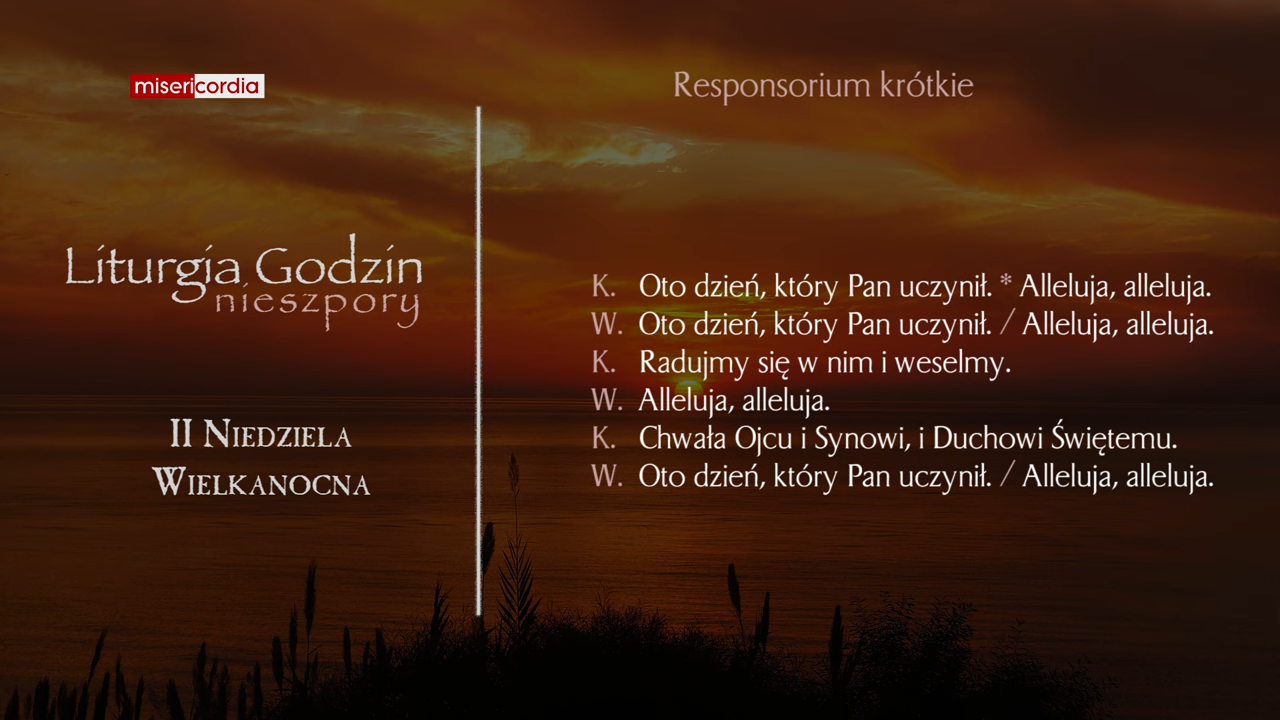 misericordia
Liturgia Godzin
nieszpory
II Niedziela
Wielkanocna
Responsorium krótkie
K. Oto dzień, który Pan uczynił. * Alleluja, alleluja.
W. Oto dzień, który Pan uczynił. / Alleluja, alleluja.
K. Radujmy się w nim i weselmy.
W. Alleluja, alleluja.
K. Chwała Ojcu i Synowi, i Duchowi Świętemu.
W. Oto dzień, który Pan uczynił. / Alleluja, alleluja.